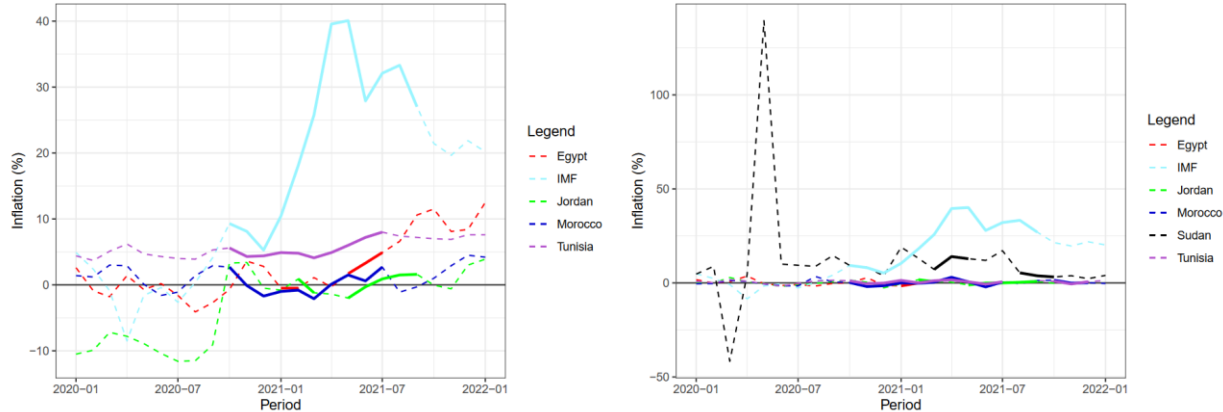 40
30
20
10
0
−10
Inflation (%)
2020−01
2020−07
2021−01
2021−07
2022−01
Period
Legend
Egypt
IMF
Jordan
Morocco
Tunisia
100
50
0
−50
Inflation (%)
2020−01
2020−07
2021−01
2021−07
2022−01
Period
Legend
Egypt
IMF
Jordan
Morocco
Sudan
Tunisia